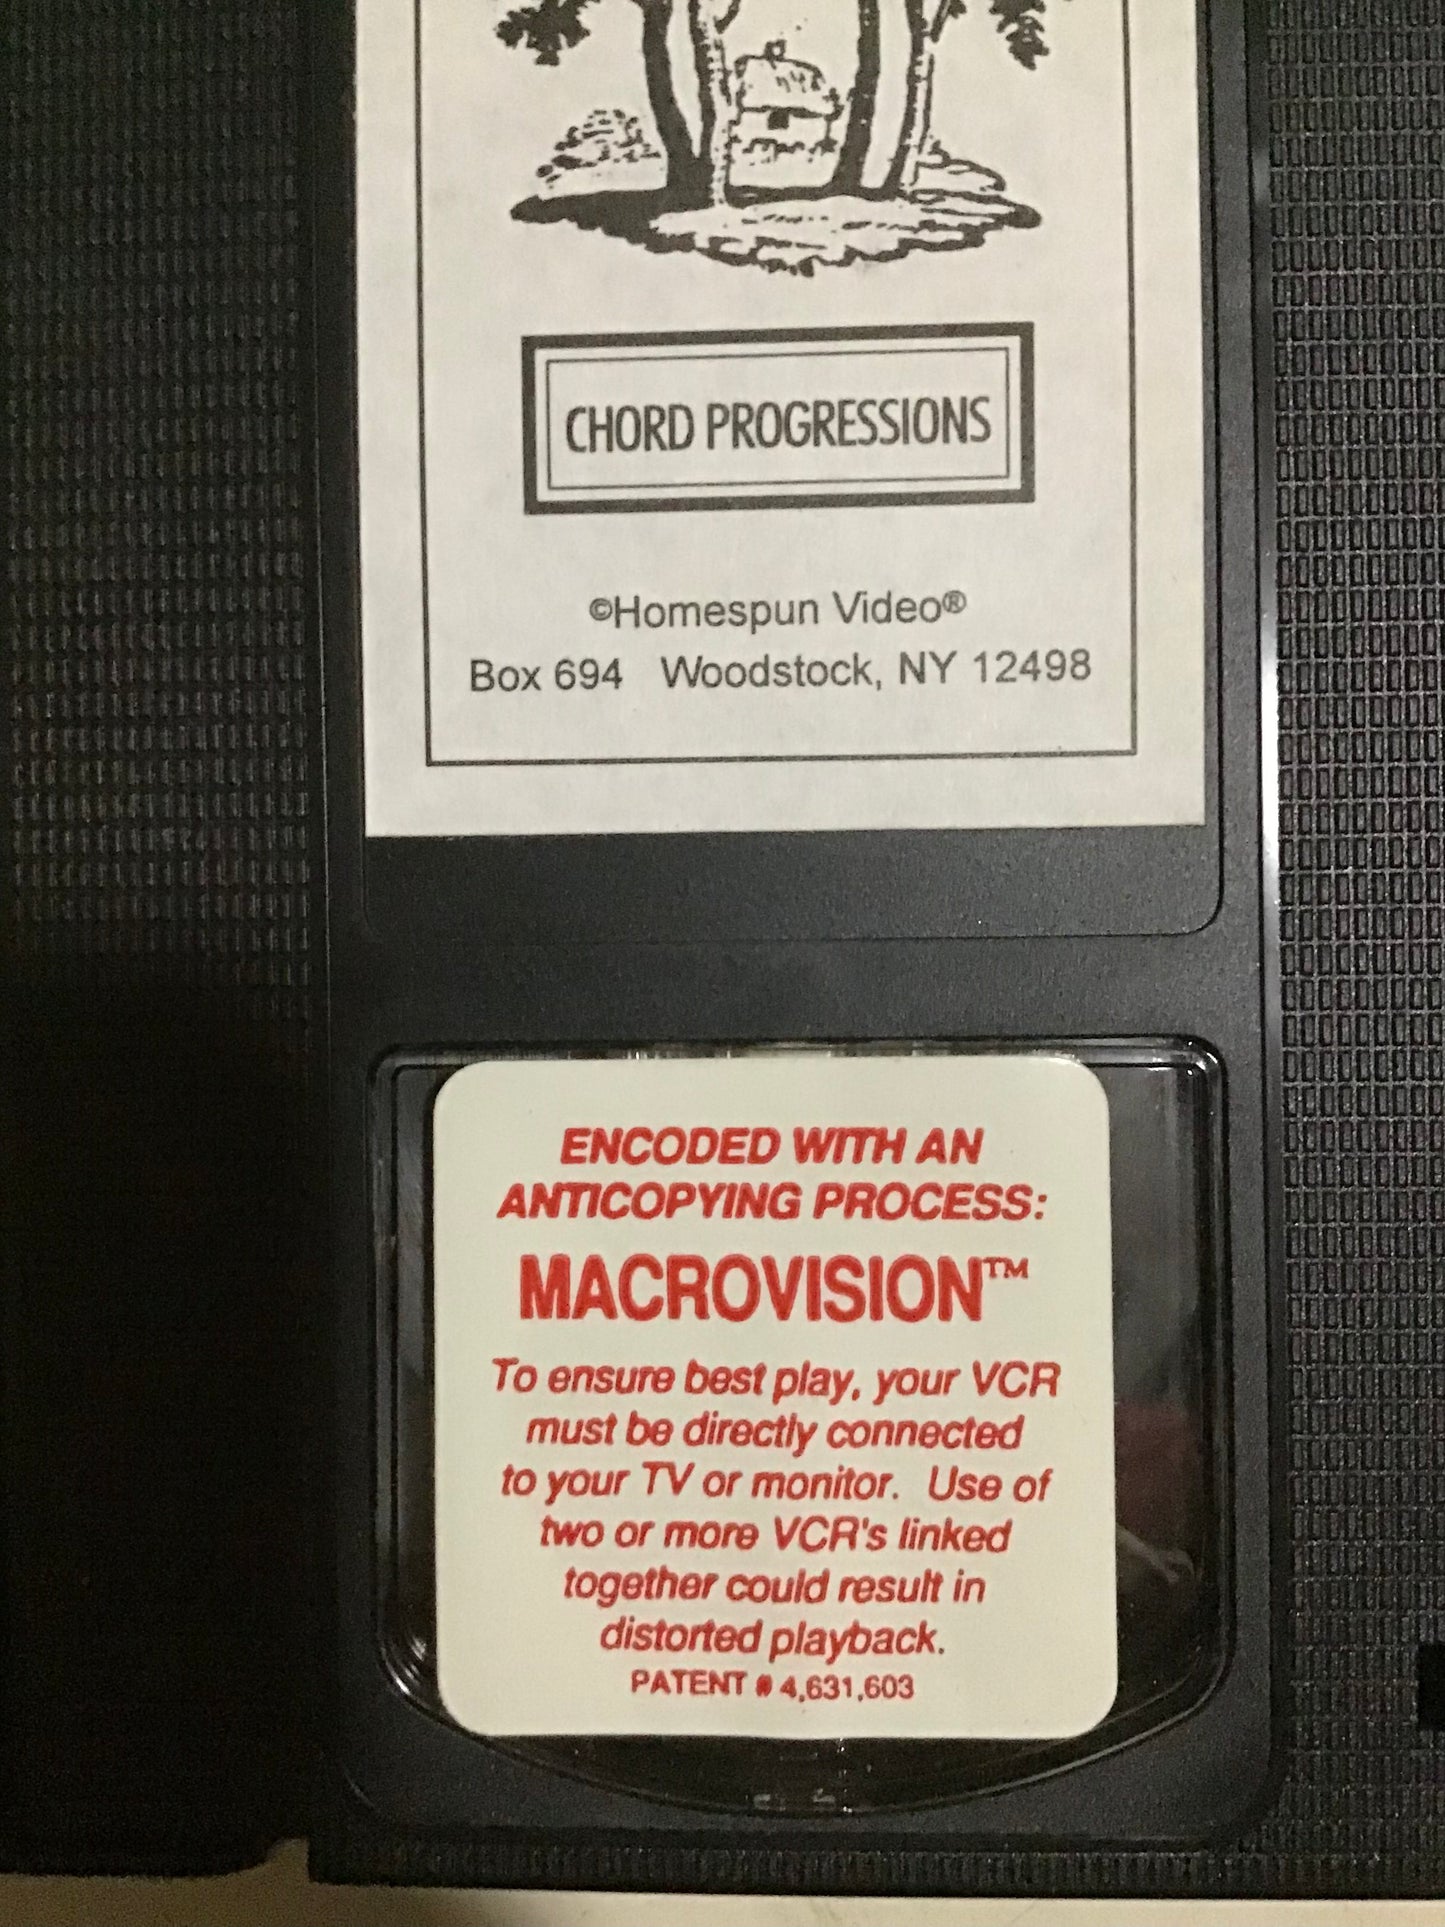 CHORD PROGRESSIONS
©Homespun Video®
Box 694 Woodstock, NY 12498
ENCODED WITH AN
ANTICOPYING PROCESS:
MACROVISION™
To ensure best play, your VCR
must be directly connected
to your TV or monitor. Use of
two or more VCR's linked
together could result in
distorted playback.
PATENT # 4,631,603